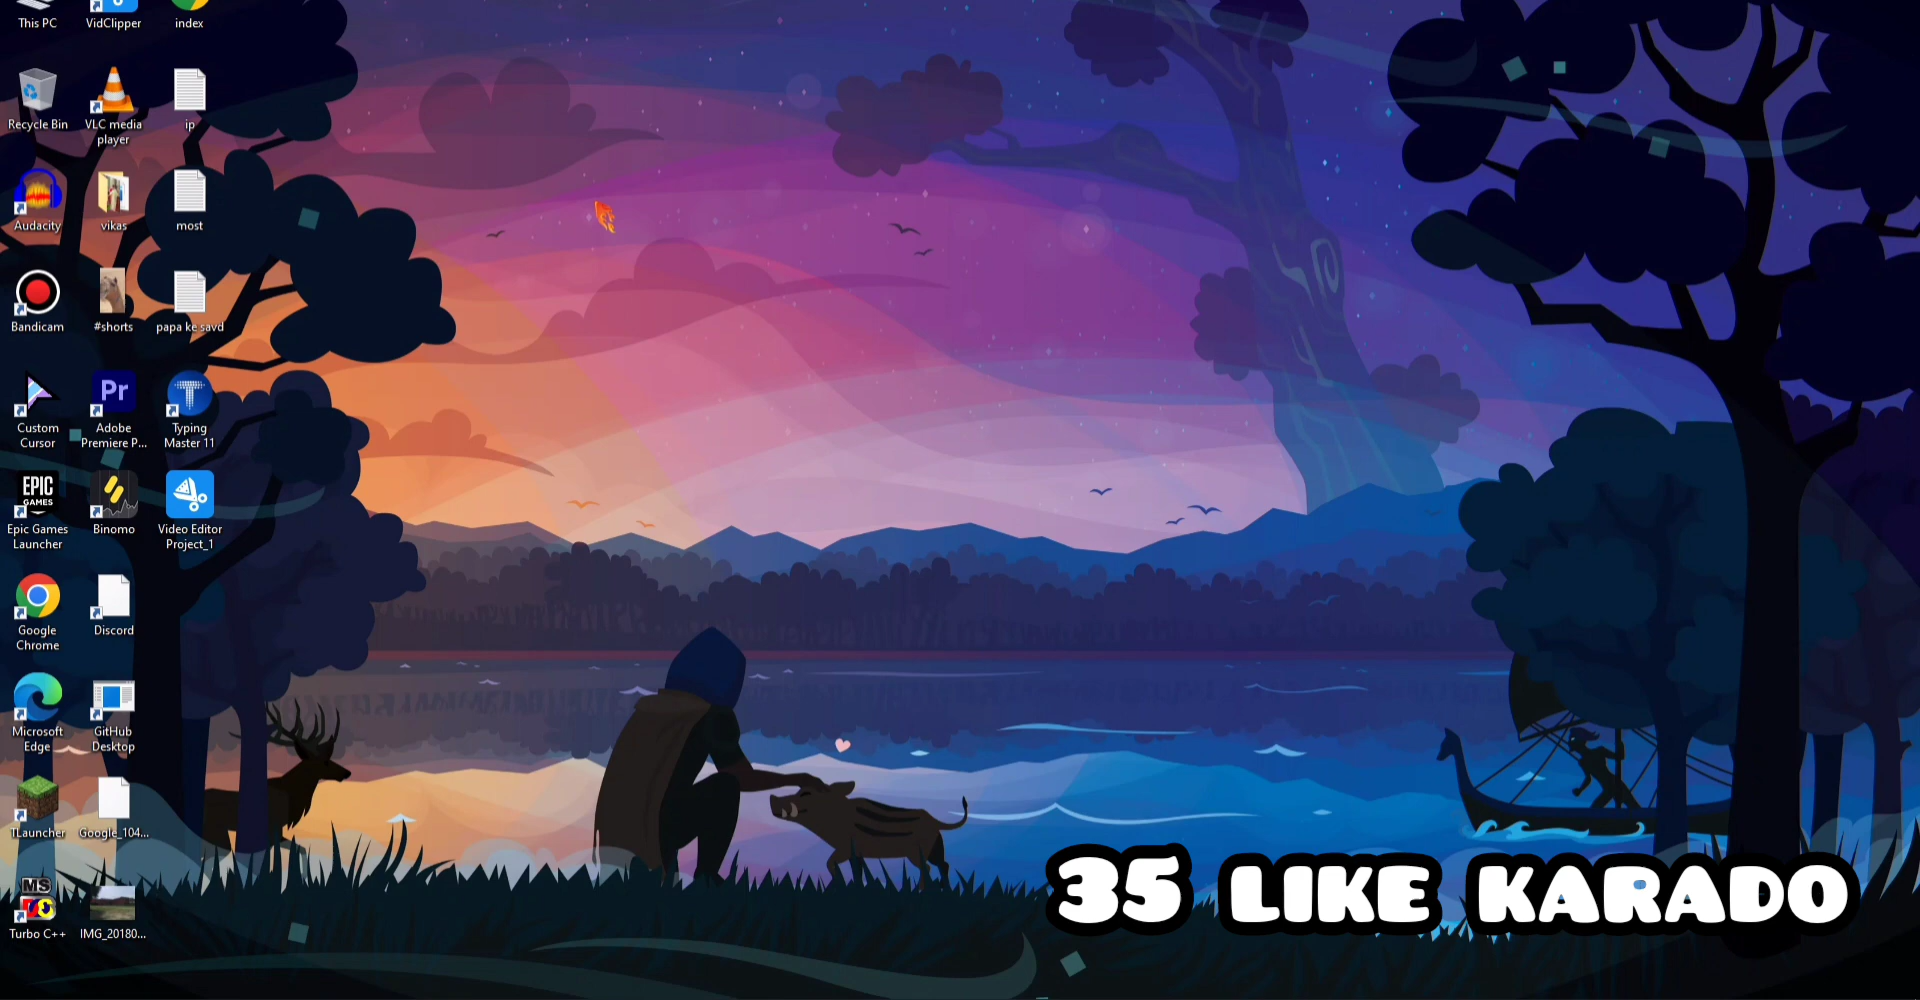 This PC
VidClipper
index
Recycle Bin
VLC media
player
ip
Audacity
vikas
most
Bandicam
#shorts
papa ke savd
Custom
Cursor
Pr
Adobe
Premiere P...
T
Typing
Master 11
EPIC
GAMES
Epic Games
Launcher
Binomo
Video Editor
Project_1
Google
Chrome
Discord
Microsoft
Edge
GitHub
Desktop
TLauncher
Google_104...
MS
Turbo C++
IMG_20180...
35 LIKE KARADO